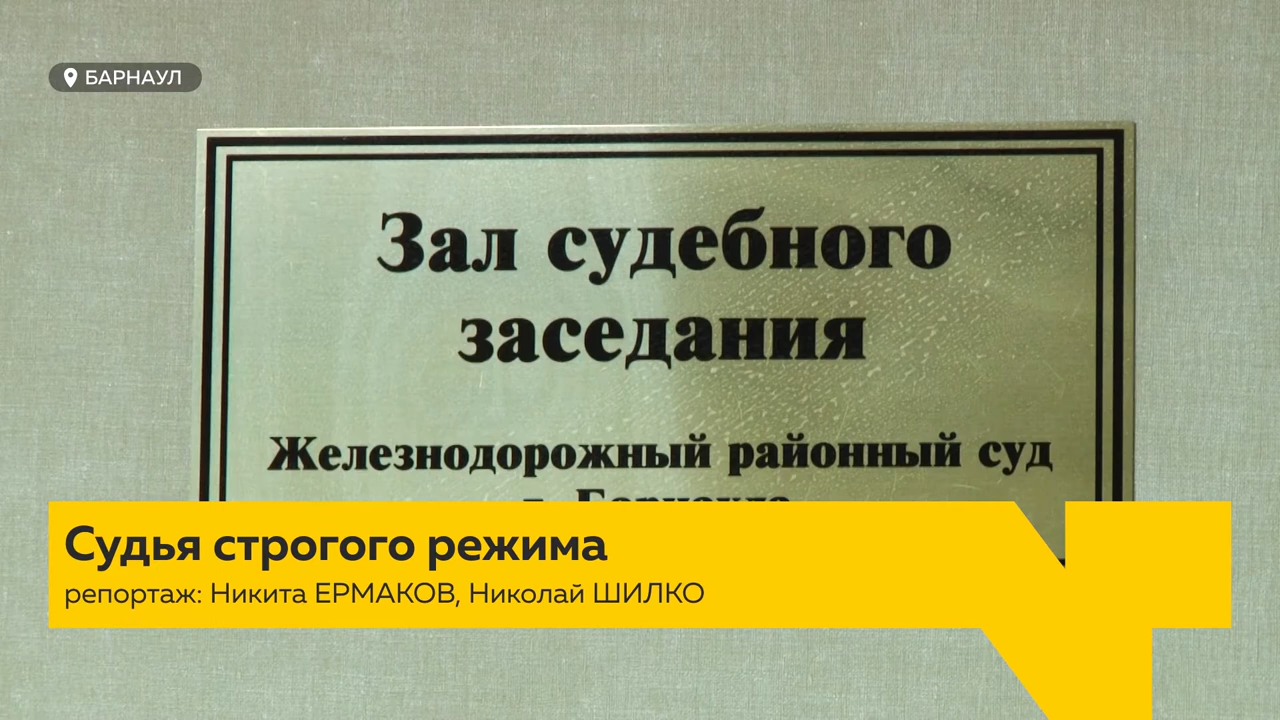 БАРНАУЛ
Зал судебного
заседания
Железнодорожный районный суд
Судья строгого режима
репортаж: Никита ЕРМАКОВ, Николай ШИЛКО